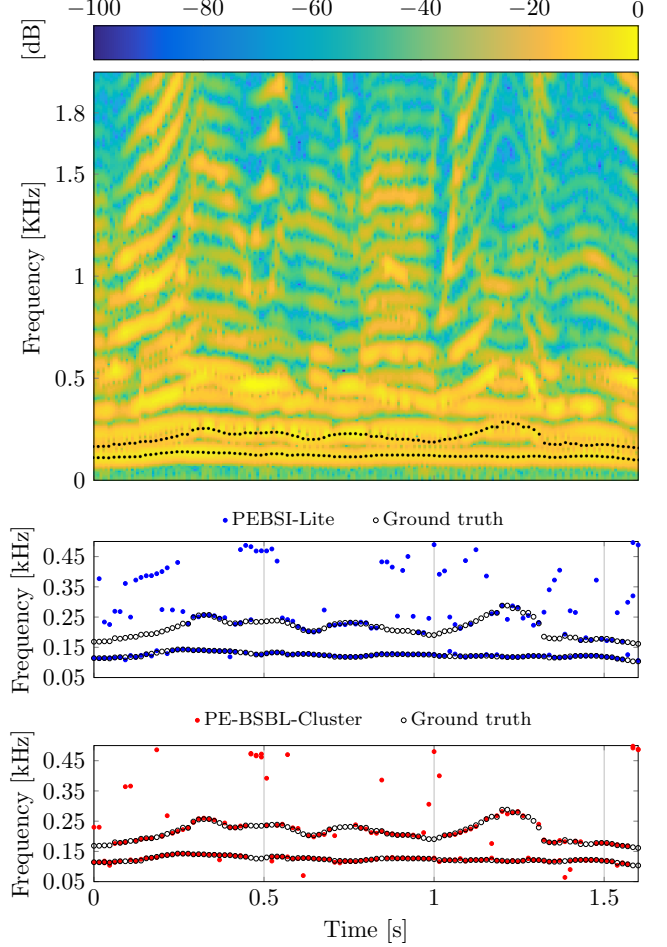 −100 −80 −60 −40 −20 0
[dB]
Frequency [KHz]
1.8
1.5
1
0.5
0
PEBSI-Lite Ground truth
Frequency [kHz]
0.45
0.35
0.25
0.15
0.05
PE-BSBL-Cluster Ground truth
Frequency [kHz]
0.45
0.35
0.25
0.15
0.05
0 0.5 1 1.5
Time [s]